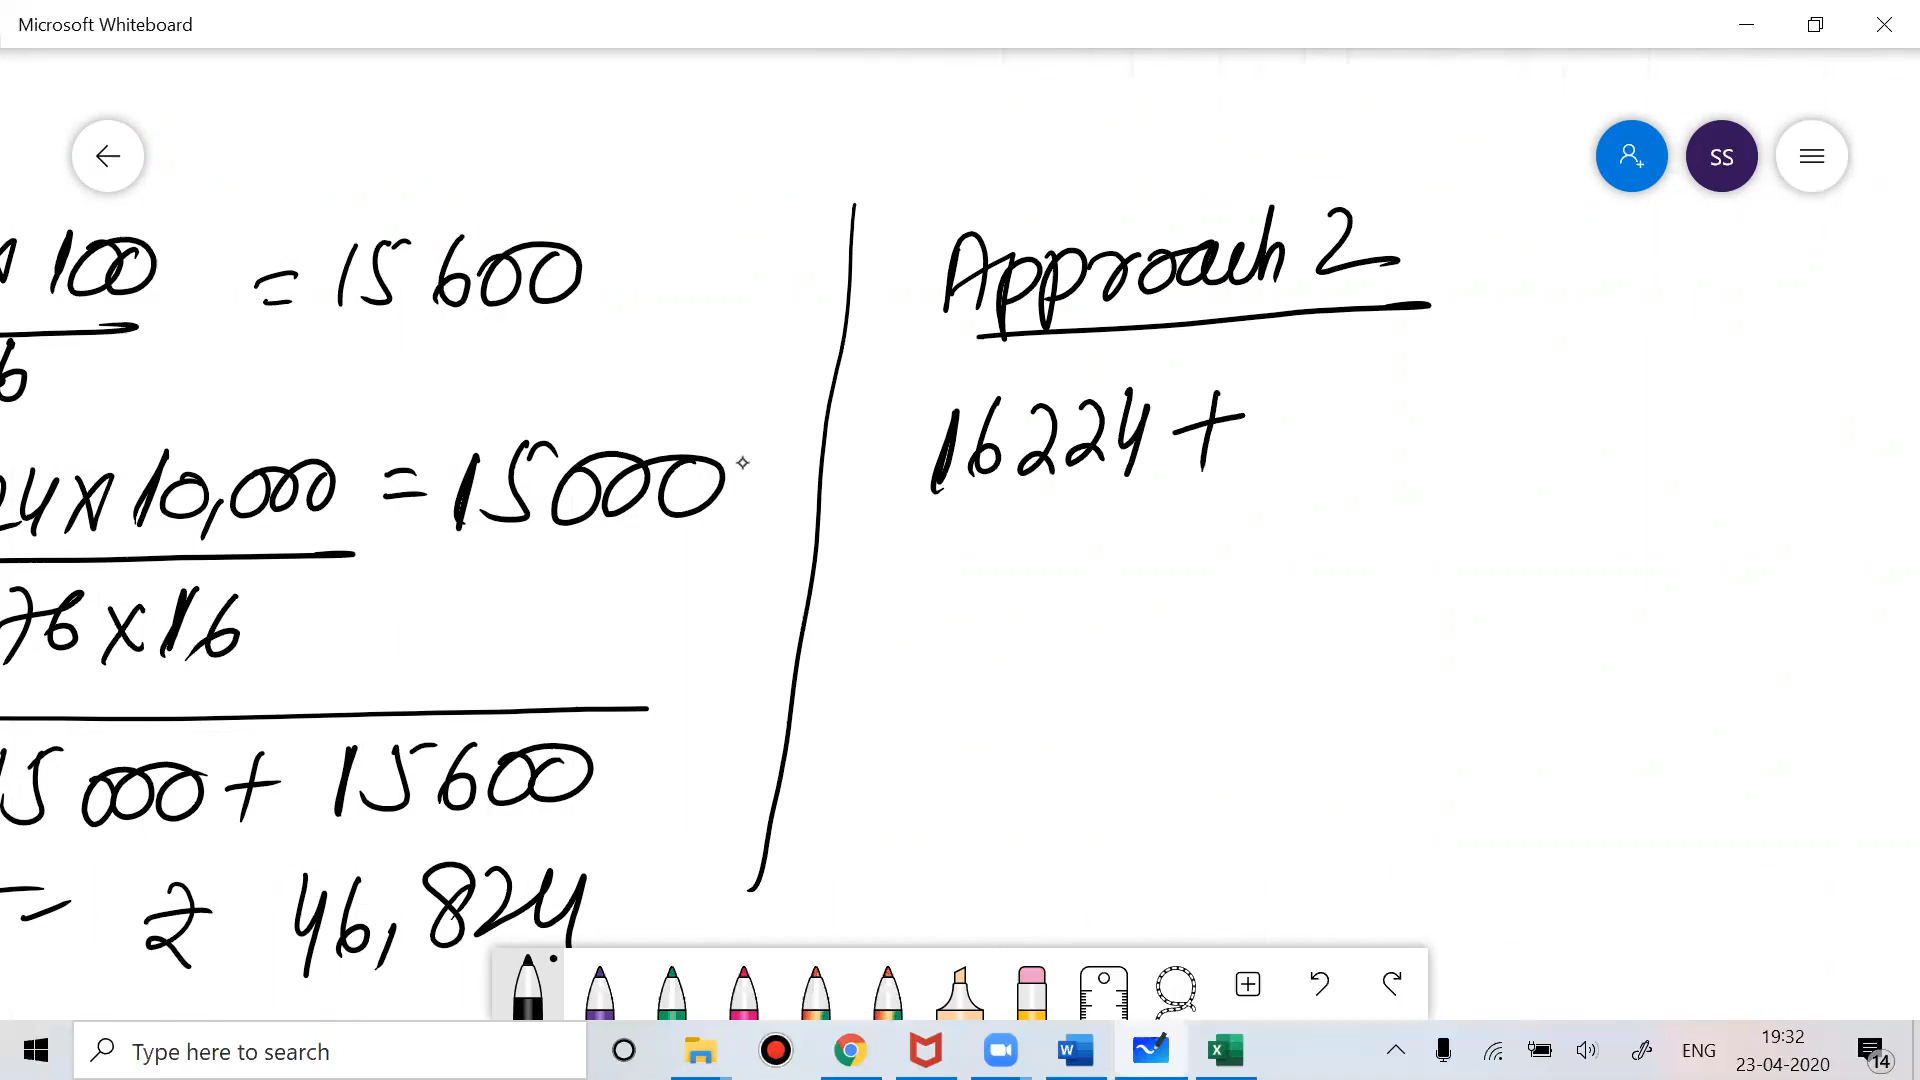 Microsoft Whiteboard
SS
100 = 15600
6
24 x 10,000 = 15000
76 x 16
15000 + 15600
= ₹ 46,824
Approach 2
16224 +
Type here to search
ENG
19:32
23-04-2020
14